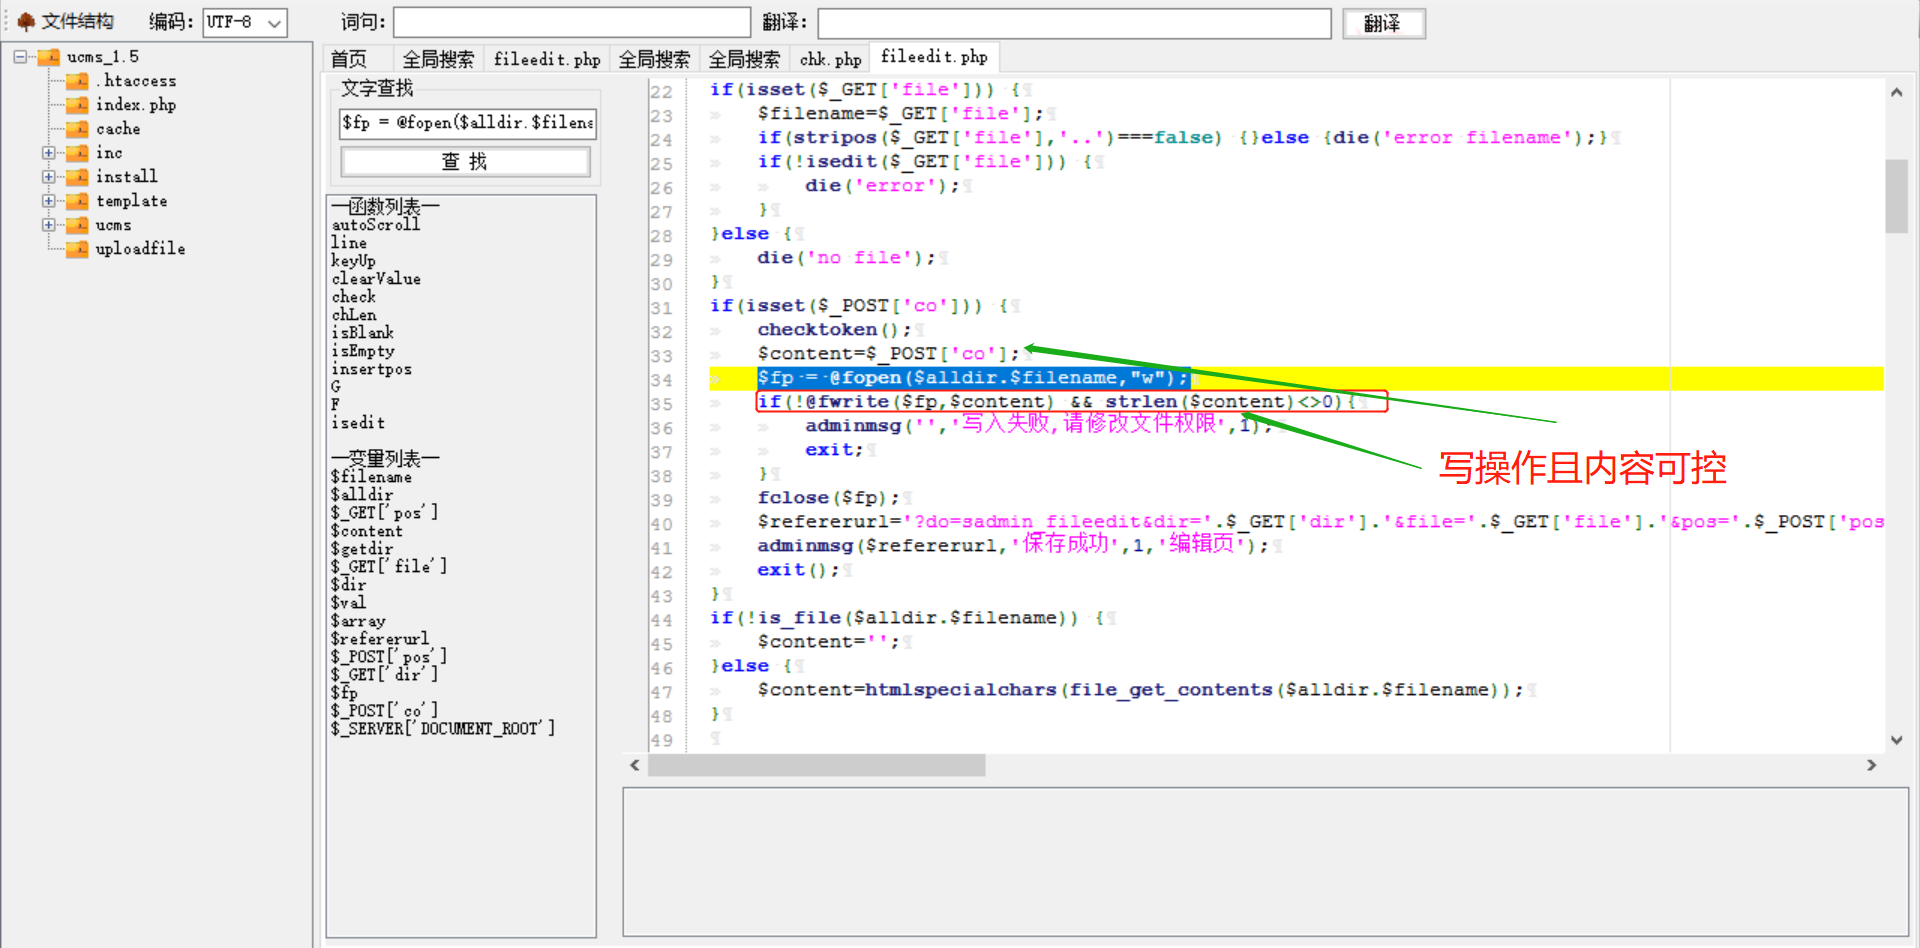 文件结构 编码: UTF-8 词句: 翻译: 翻译
ucms_1.5
.htaccess
index.php
cache
inc
install
template
ucms
uploadfile
首页 全局搜索 fileedit.php 全局搜索 全局搜索 chk.php fileedit.php
文字查找
$fp = @fopen($alldir.$filena
查 找
—函数列表—
autoScroll
line
keyUp
clearValue
check
chLen
isBlank
isEmpty
insertpos
G
F
isedit
—变量列表—
$filename
$alldir
$_GET['pos']
$content
$getdir
$_GET['file']
$dir
$val
$array
$refererurl
$_POST['pos']
$_GET['dir']
$fp
$_POST['co']
$_SERVER['DOCUMENT_ROOT']
22 if(isset($_GET['file'])) {
23 $filename=$_GET['file'];
24 if(stripos($_GET['file'],'..')===false) {}else {die('error filename');}
25 if(!isedit($_GET['file'])) {
26 die('error');
27 }
28 }else {
29 die('no file');
30 }
31 if(isset($_POST['co'])) {
32 checktoken();
33 $content=$_POST['co'];
34 $fp = @fopen($alldir.$filename,"w");
35 if(!@fwrite($fp,$content) && strlen($content)<>0){
36 adminmsg('','写入失败,请修改文件权限',1);
37 exit;
38 }
39 fclose($fp);
40 $refererurl='?do=sadmin_fileedit&dir='.$_GET['dir'].'&file='.$_GET['file'].'&pos='.$_POST['pos
41 adminmsg($refererurl,'保存成功',1,'编辑页');
42 exit();
43 }
44 if(!is_file($alldir.$filename)) {
45 $content='';
46 }else {
47 $content=htmlspecialchars(file_get_contents($alldir.$filename));
48 }
49
写操作且内容可控